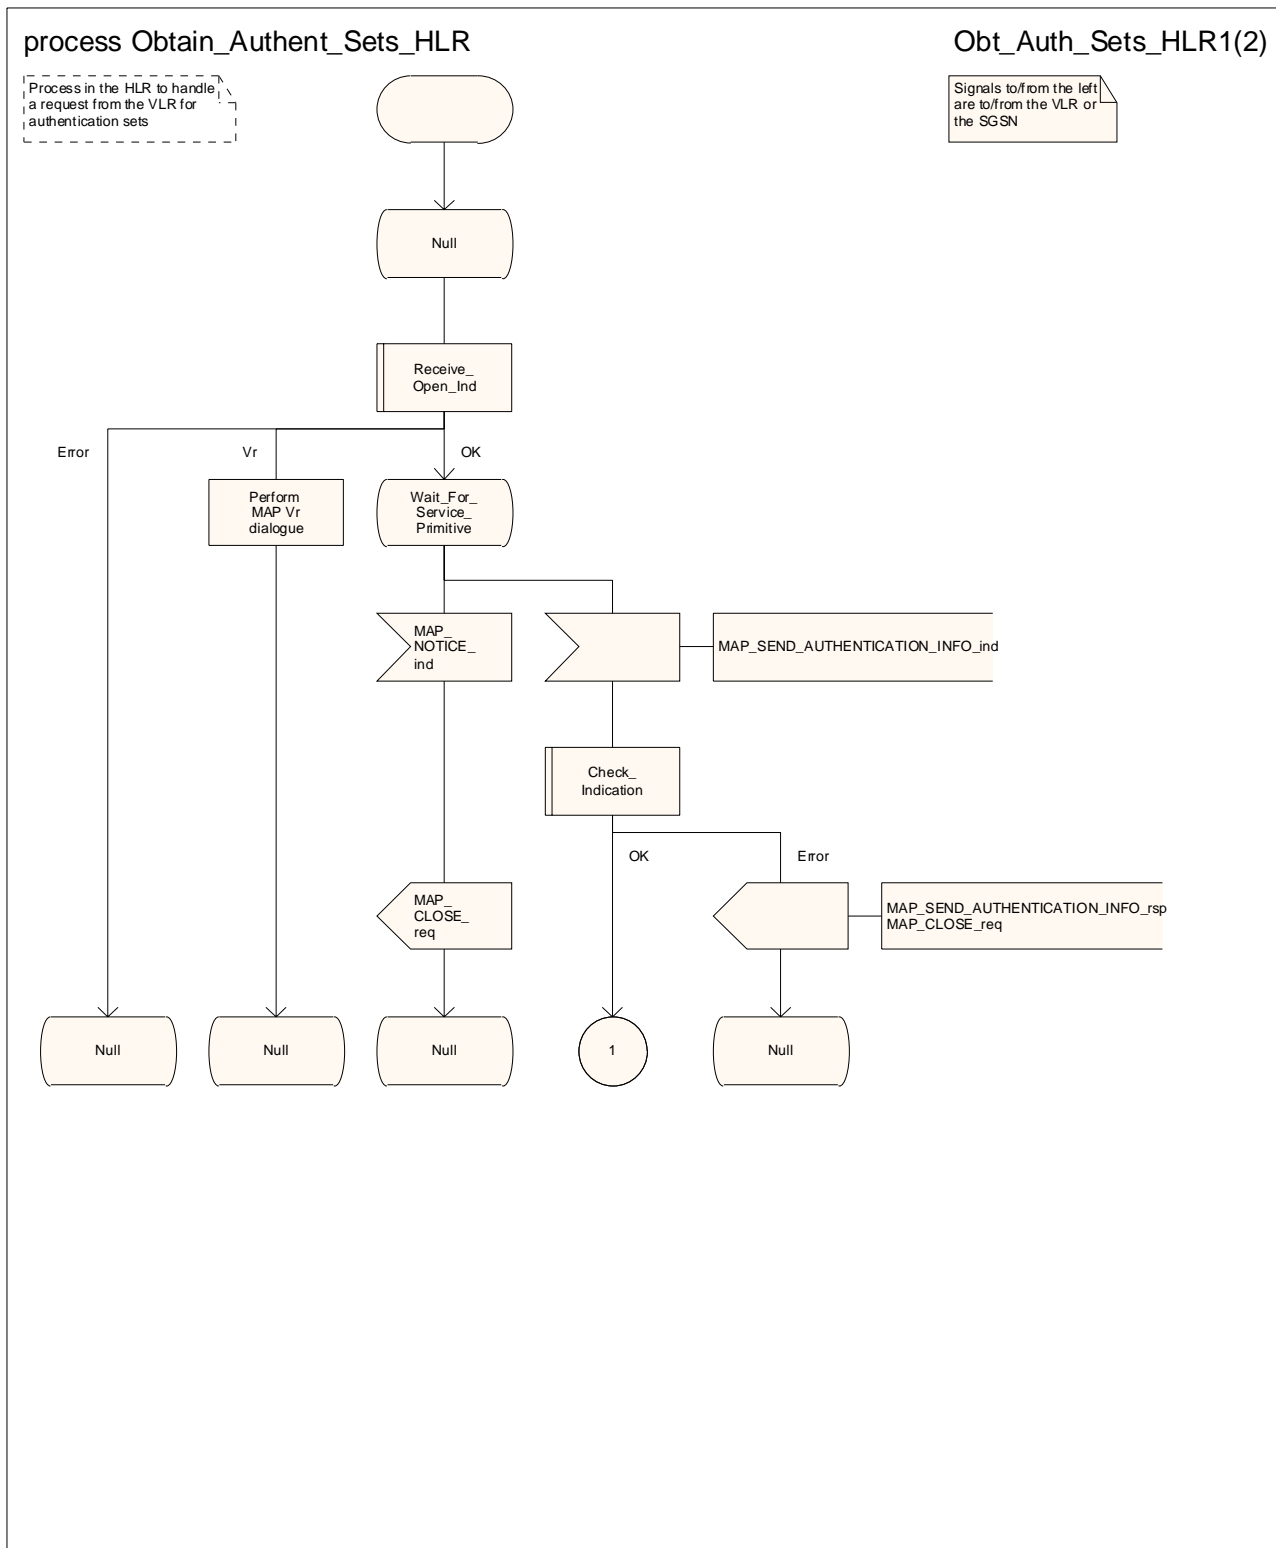 process Obtain_Authent_Sets_HLR
Obt_Auth_Sets_HLR1(2)
Process in the HLR to handle
a request from the VLR for
authentication sets
Signals to/from the left
are to/from the VLR or
the SGSN
Null
Receive_
Open_Ind
Error
Vr
OK
Perform
MAP Vr
dialogue
Wait_For_
Service_
Primitive
MAP_
NOTICE_
ind
MAP_SEND_AUTHENTICATION_INFO_ind
Check_
Indication
OK
Error
MAP_
CLOSE_
req
MAP_SEND_AUTHENTICATION_INFO_rsp
MAP_CLOSE_req
Null
Null
Null
1
Null